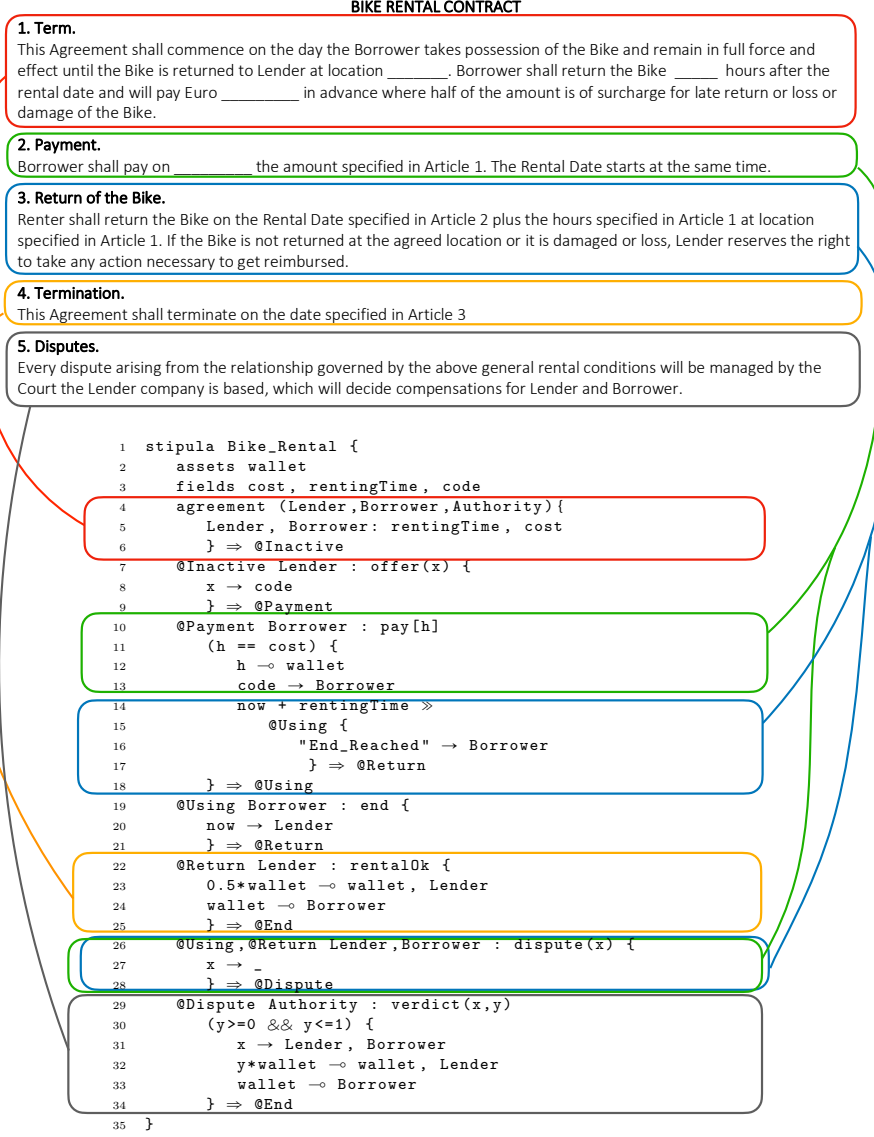 BIKE RENTAL CONTRACT
1. Term.
This Agreement shall commence on the day the Borrower takes possession of the Bike and remain in full force and
effect until the Bike is returned to Lender at location _______. Borrower shall return the Bike _____ hours after the
rental date and will pay Euro _________ in advance where half of the amount is of surcharge for late return or loss or
damage of the Bike.
2. Payment.
Borrower shall pay on _________ the amount specified in Article 1. The Rental Date starts at the same time.
3. Return of the Bike.
Renter shall return the Bike on the Rental Date specified in Article 2 plus the hours specified in Article 1 at location
specified in Article 1. If the Bike is not returned at the agreed location or it is damaged or loss, Lender reserves the right
to take any action necessary to get reimbursed.
4. Termination.
This Agreement shall terminate on the date specified in Article 3
5. Disputes.
Every dispute arising from the relationship governed by the above general rental conditions will be managed by the
Court the Lender company is based, which will decide compensations for Lender and Borrower.
1 stipula Bike_Rental {
2 assets wallet
3 fields cost, rentingTime, code
4 agreement (Lender,Borrower,Authority){
5 Lender, Borrower: rentingTime, cost
6 } ⇒ @Inactive
7 @Inactive Lender : offer(x) {
8 x → code
9 } ⇒ @Payment
10 @Payment Borrower : pay[h]
11 (h == cost) {
12 h ⊸ wallet
13 code → Borrower
14 now + rentingTime ≫
15 @Using {
16 "End_Reached" → Borrower
17 } ⇒ @Return
18 } ⇒ @Using
19 @Using Borrower : end {
20 now → Lender
21 } ⇒ @Return
22 @Return Lender : rentalOk {
23 0.5*wallet ⊸ wallet, Lender
24 wallet ⊸ Borrower
25 } ⇒ @End
26 @Using,@Return Lender,Borrower : dispute(x) {
27 x → _
28 } ⇒ @Dispute
29 @Dispute Authority : verdict(x,y)
30 (y>=0 && y<=1) {
31 x → Lender, Borrower
32 y*wallet ⊸ wallet, Lender
33 wallet ⊸ Borrower
34 } ⇒ @End
35 }